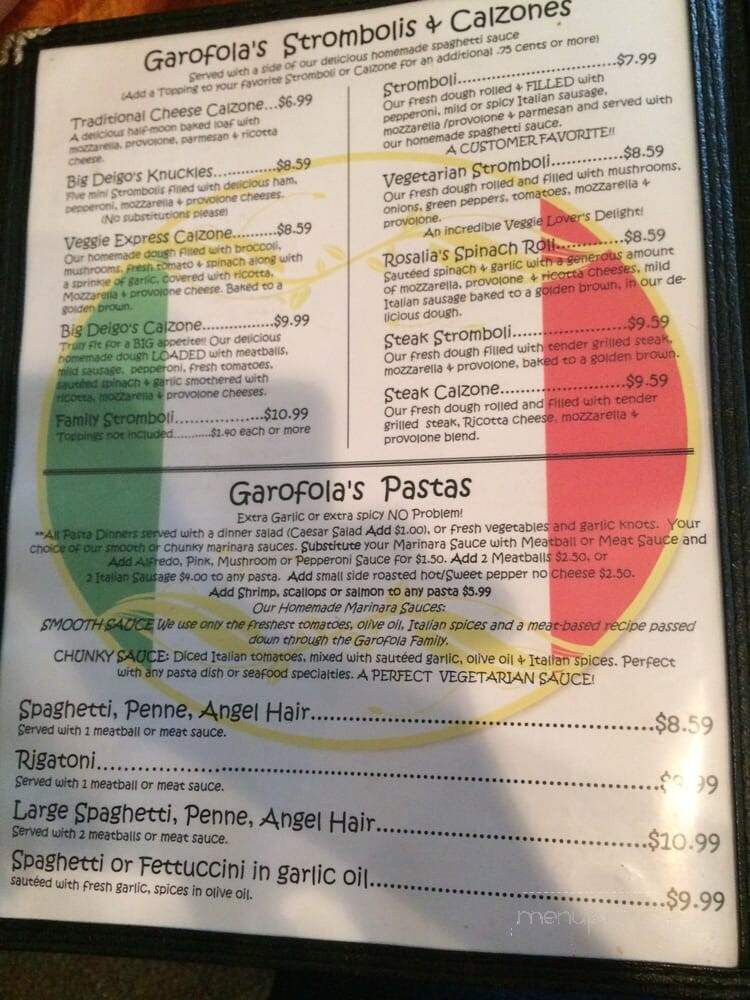 Garofola's Strombolis & Calzones
Served with a side of our delicious homemade spaghetti sauce
(Add a Topping to your favorite Stromboli or Calzone for an additional .75 cents or more)
Traditional Cheese Calzone...$6.99
A delicious half-moon baked loaf with
mozzarella, provolone, parmesan & ricotta
cheese.
Big Deigo's Knuckles.............$8.59
Five mini Strombolis filled with delicious ham,
pepperoni, mozzarella & provolone cheeses.
(No substitutions please)
Veggie Express Calzone..........$8.59
Our homemade dough filled with broccoli,
mushrooms, fresh tomato & spinach along with
a sprinkle of garlic, covered with ricotta,
Mozzarella & provolone cheese. Baked to a
golden brown.
Big Deigo's Calzone................$9.99
Truly fit for a BIG appetite!! Our delicious
homemade dough LOADED with meatballs,
mild sausage, pepperoni, fresh tomatoes,
sautéed spinach & garlic smothered with
ricotta, mozzarella & provolone cheeses.
Family Stromboli....................$10.99
Toppings not included..........$1.40 each or more
Stromboli..................................$7.99
Our fresh dough rolled & FILLED with
pepperoni, mild or spicy Italian sausage,
mozzarella /provolone & parmesan and served with
our homemade spaghetti sauce.
A CUSTOMER FAVORITE!!
Vegetarian Stromboli..............$8.59
Our fresh dough rolled and filled with mushrooms,
onions, green peppers, tomatoes, mozzarella &
provolone.
An incredible Veggie Lover's Delight!
Rosalia's Spinach Roll.............$8.59
Sautéed spinach & garlic with a generous amount
of mozzarella, provolone & ricotta cheeses, mild
Italian sausage baked to a golden brown, in our de-
licious dough.
Steak Stromboli.......................$9.59
Our fresh dough filled with tender grilled steak,
mozzarella & provolone, baked to a golden brown.
Steak Calzone.........................$9.59
Our fresh dough rolled and filled with tender
grilled steak, Ricotta cheese, mozzarella &
provolone blend.
Garofola's Pastas
Extra Garlic or extra spicy NO Problem!
**All Pasta Dinners served with a dinner salad (Caesar Salad Add $1.00), or fresh vegetables and garlic knots. Your
choice of our smooth or chunky marinara sauces. Substitute your Marinara Sauce with Meatball or Meat Sauce and
Add Alfredo, Pink, Mushroom or Pepperoni Sauce for $1.50. Add 2 Meatballs $2.50, or
2 Italian Sausage $4.00 to any pasta. Add small side roasted hot/Sweet pepper no cheese $2.50.
Add Shrimp, scallops or salmon to any pasta $5.99
Our Homemade Marinara Sauces:
SMOOTH SAUCE We use only the freshest tomatoes, olive oil, Italian spices and a meat-based recipe passed
down through the Garofola Family.
CHUNKY SAUCE: Diced Italian tomatoes, mixed with sautéed garlic, olive oil & Italian spices. Perfect
with any pasta dish or seafood specialties. A PERFECT VEGETARIAN SAUCE!
Spaghetti, Penne, Angel Hair.............................................$8.59
Served with 1 meatball or meat sauce.
Rigatoni...........................................................................
Served with 1 meatball or meat sauce.
Large Spaghetti, Penne, Angel Hair...................................$10.99
Served with 2 meatballs or meat sauce.
Spaghetti or Fettuccini in garlic oil.....................................$9.99
sautéed with fresh garlic, spices in olive oil.